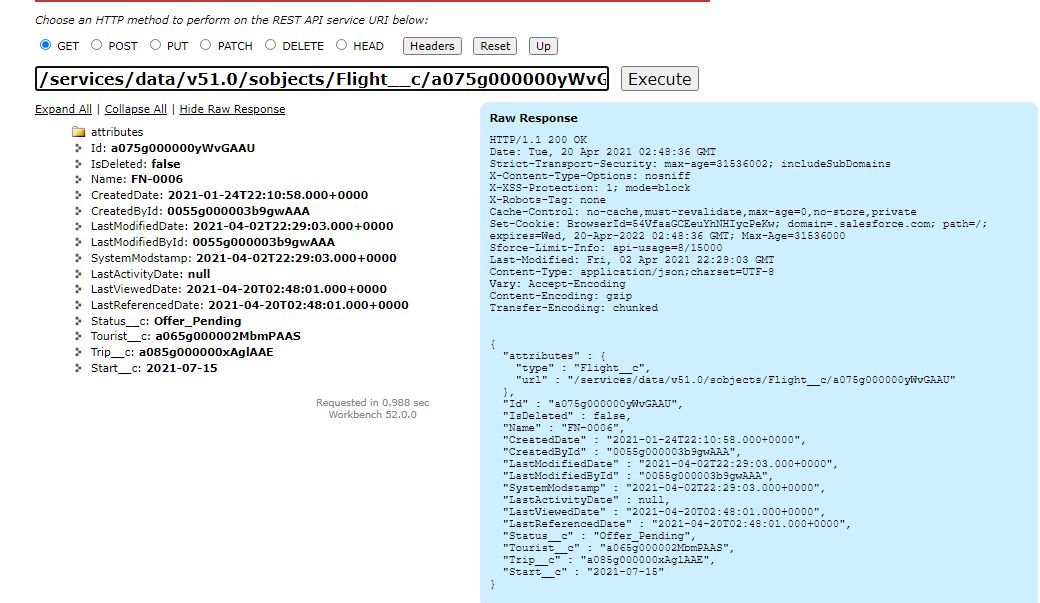 Choose an HTTP method to perform on the REST API service URI below:
GET POST PUT PATCH DELETE HEAD Headers Reset Up
/services/data/v51.0/sobjects/Flight__c/a075g000000yWvG Execute
Expand All | Collapse All | Hide Raw Response
attributes
Id: a075g000000yWvGAAU
IsDeleted: false
Name: FN-0006
CreatedDate: 2021-01-24T22:10:58.000+0000
CreatedById: 0055g000003b9gwAAA
LastModifiedDate: 2021-04-02T22:29:03.000+0000
LastModifiedById: 0055g000003b9gwAAA
SystemModstamp: 2021-04-02T22:29:03.000+0000
LastActivityDate: null
LastViewedDate: 2021-04-20T02:48:01.000+0000
LastReferencedDate: 2021-04-20T02:48:01.000+0000
Status__c: Offer_Pending
Tourist__c: a065g000002MbmPAAS
Trip__c: a085g000000xAglAAE
Start__c: 2021-07-15
Requested in 0.988 sec
Workbench 52.0.0
Raw Response
HTTP/1.1 200 OK
Date: Tue, 20 Apr 2021 02:48:36 GMT
Strict-Transport-Security: max-age=31536002; includeSubDomains
X-Content-Type-Options: nosniff
X-XSS-Protection: 1; mode=block
X-Robots-Tag: none
Cache-Control: no-cache,must-revalidate,max-age=0,no-store,private
Set-Cookie: BrowserId=54VfaaGCEeuYhNHIycPeKw; domain=.salesforce.com; path=/;
expires=Wed, 20-Apr-2022 02:48:36 GMT; Max-Age=31536000
Sforce-Limit-Info: api-usage=8/15000
Last-Modified: Fri, 02 Apr 2021 22:29:03 GMT
Content-Type: application/json;charset=UTF-8
Vary: Accept-Encoding
Content-Encoding: gzip
Transfer-Encoding: chunked
{
"attributes" : {
"type" : "Flight__c",
"url" : "/services/data/v51.0/sobjects/Flight__c/a075g000000yWvGAAU"
},
"Id" : "a075g000000yWvGAAU",
"IsDeleted" : false,
"Name" : "FN-0006",
"CreatedDate" : "2021-01-24T22:10:58.000+0000",
"CreatedById" : "0055g000003b9gwAAA",
"LastModifiedDate" : "2021-04-02T22:29:03.000+0000",
"LastModifiedById" : "0055g000003b9gwAAA",
"SystemModstamp" : "2021-04-02T22:29:03.000+0000",
"LastActivityDate" : null,
"LastViewedDate" : "2021-04-20T02:48:01.000+0000",
"LastReferencedDate" : "2021-04-20T02:48:01.000+0000",
"Status__c" : "Offer_Pending",
"Tourist__c" : "a065g000002MbmPAAS",
"Trip__c" : "a085g000000xAglAAE",
"Start__c" : "2021-07-15"
}